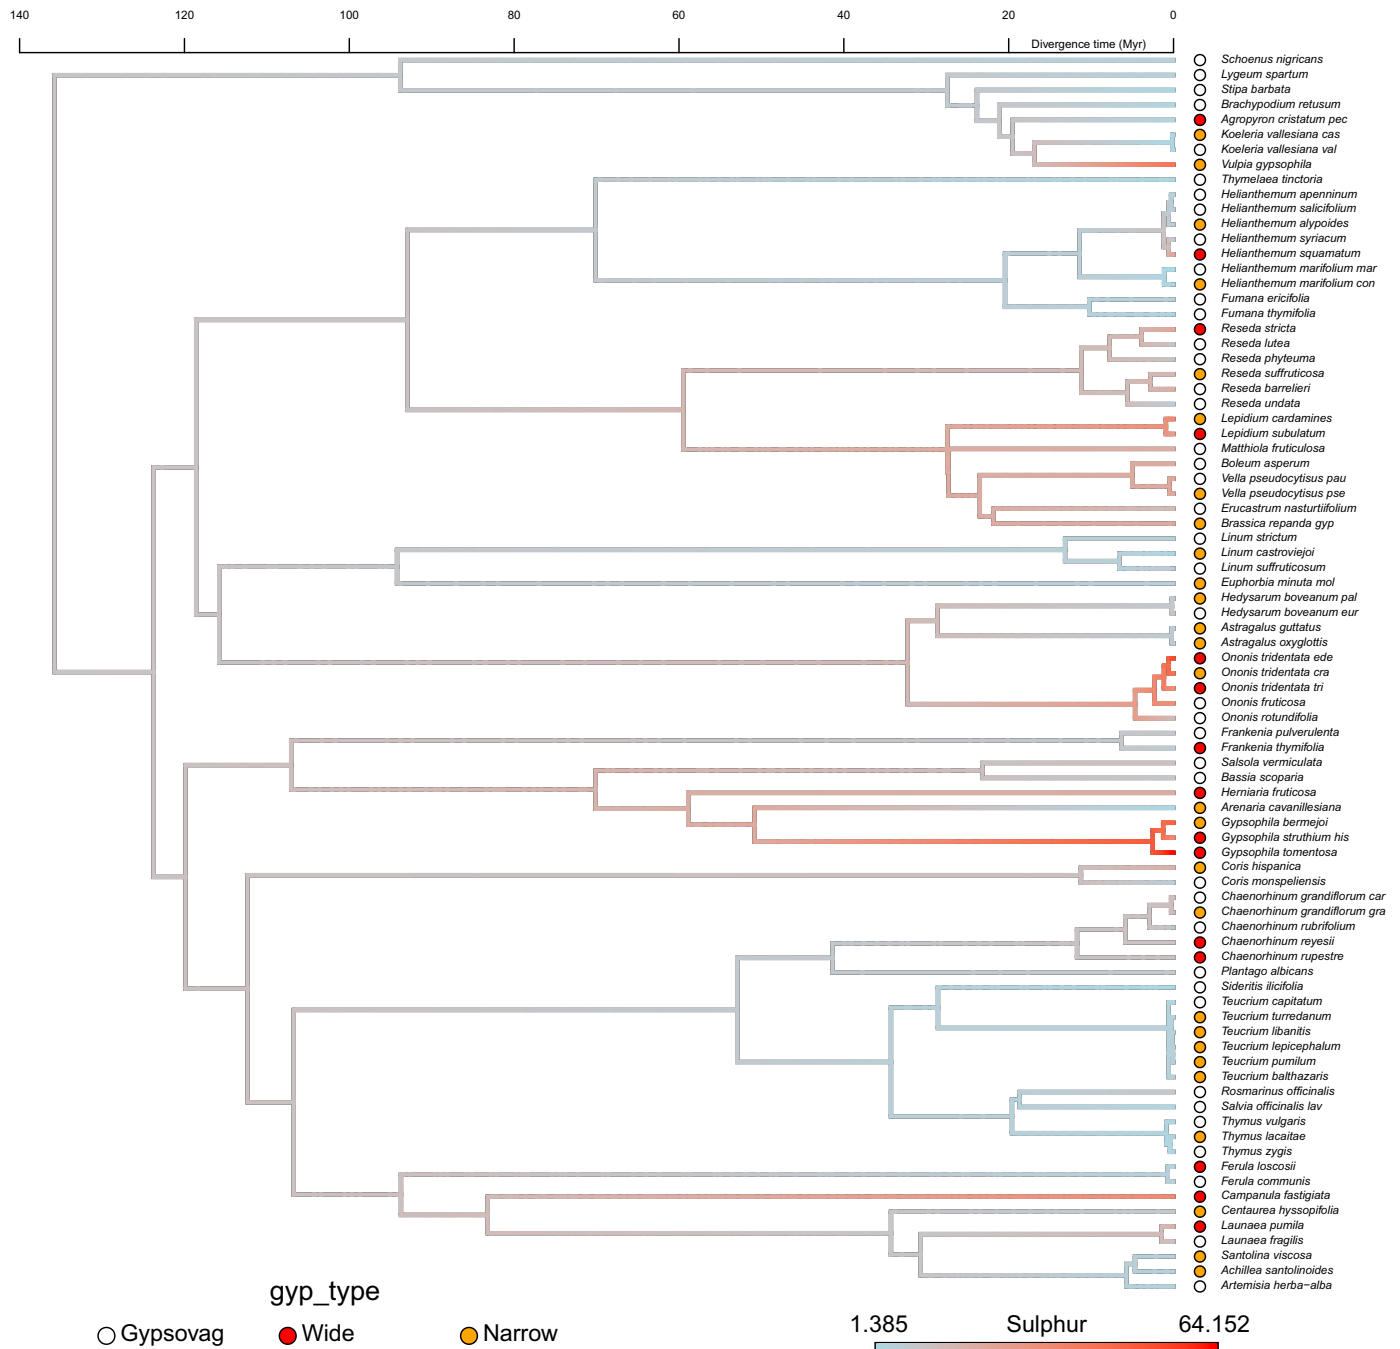 140 120 100 80 60 40 20 0
Divergence time (Myr)
Schoenus nigricans
Lygeum spartum
Stipa barbata
Brachypodium retusum
Agropyron cristatum pec
Koeleria vallesiana cas
Koeleria vallesiana val
Vulpia gypsophila
Thymelaea tinctoria
Helianthemum apenninum
Helianthemum salicifolium
Helianthemum alypoides
Helianthemum syriacum
Helianthemum squamatum
Helianthemum marifolium mar
Helianthemum marifolium con
Fumana ericifolia
Fumana thymifolia
Reseda stricta
Reseda lutea
Reseda phyteuma
Reseda suffruticosa
Reseda barrelieri
Reseda undata
Lepidium cardamines
Lepidium subulatum
Matthiola fruticulosa
Boleum asperum
Vella pseudocytisus pau
Vella pseudocytisus pse
Erucastrum nasturtiifolium
Brassica repanda gyp
Linum strictum
Linum castroviejoi
Linum suffruticosum
Euphorbia minuta mol
Hedysarum boveanum pal
Hedysarum boveanum eur
Astragalus guttatus
Astragalus oxyglottis
Ononis tridentata ede
Ononis tridentata cra
Ononis tridentata tri
Ononis fruticosa
Ononis rotundifolia
Frankenia pulverulenta
Frankenia thymifolia
Salsola vermiculata
Bassia scoparia
Herniaria fruticosa
Arenaria cavanillesiana
Gypsophila bermejoi
Gypsophila struthium his
Gypsophila tomentosa
Coris hispanica
Coris monspeliensis
Chaenorhinum grandiflorum car
Chaenorhinum grandiflorum gra
Chaenorhinum rubrifolium
Chaenorhinum reyesii
Chaenorhinum rupestre
Plantago albicans
Sideritis ilicifolia
Teucrium capitatum
Teucrium turredanum
Teucrium libanitis
Teucrium lepicephalum
Teucrium pumilum
Teucrium balthazaris
Rosmarinus officinalis
Salvia officinalis lav
Thymus vulgaris
Thymus lacaitae
Thymus zygis
Ferula loscosii
Ferula communis
Campanula fastigiata
Centaurea hyssopifolia
Launaea pumila
Launaea fragilis
Santolina viscosa
Achillea santolinoides
Artemisia herba−alba
gyp_type
Gypsovag Wide Narrow
1.385 Sulphur 64.152